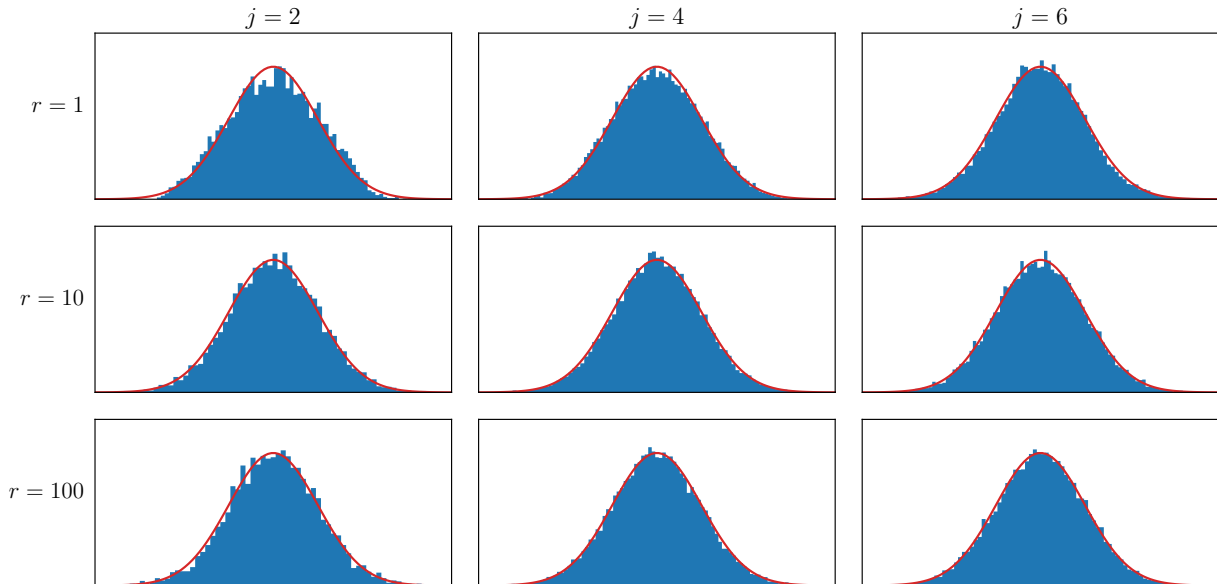 j = 2
j = 4
j = 6
r = 1
r = 10
r = 100